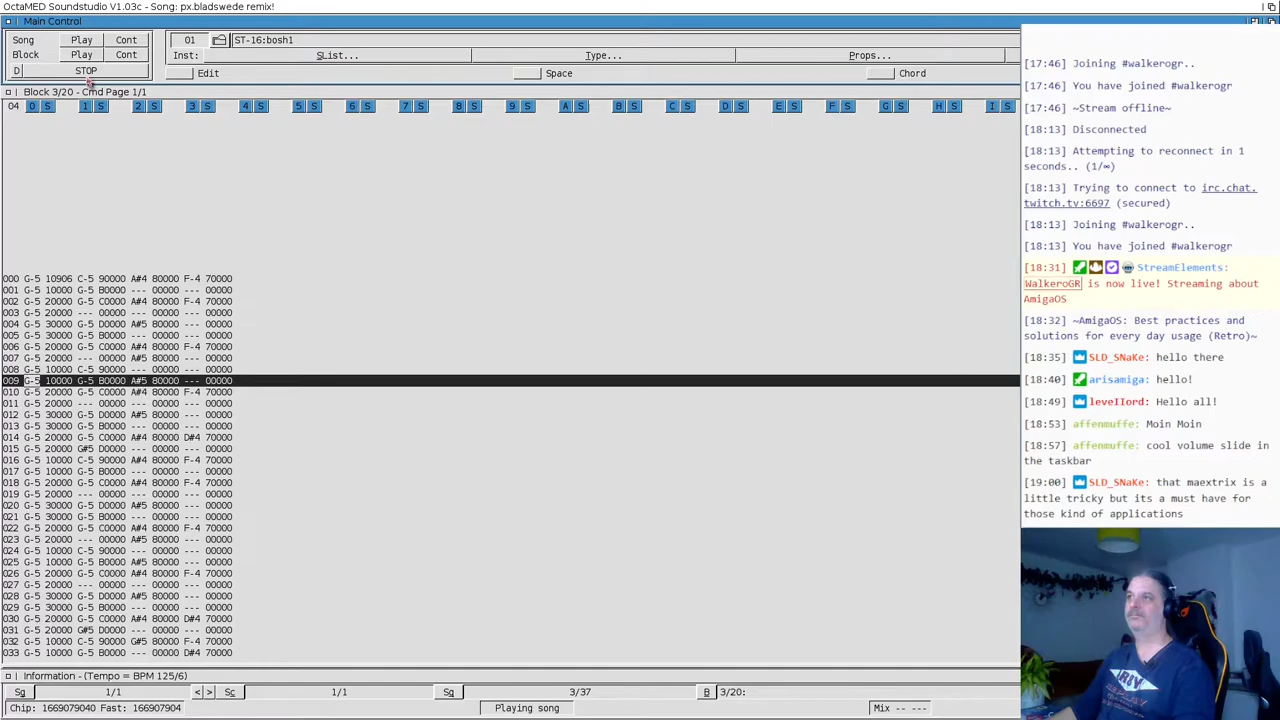 OctaMED Soundstudio V1.03c - Song: px.bladswede remix!
Main Control
Song Play Cont 01 ST-16:bosh1
Block Play Cont Inst: SList... Type... Props...
D STOP Edit Space Chord
Block 3/20 - Cmd Page 1/1
04 0 S 1 S 2 S 3 S 4 S 5 S 6 S 7 S 8 S 9 S A S B S C S D S E S F S G S H S I S
000 G-5 10906 C-5 90000 A#4 80000 F-4 70000
001 G-5 10000 G-5 B0000 --- 00000 --- 00000
002 G-5 20000 G-5 C0000 A#4 80000 F-4 70000
003 G-5 20000 --- 00000 --- 00000 --- 00000
004 G-5 30000 G-5 D0000 A#5 80000 --- 00000
005 G-5 30000 G-5 B0000 A#4 80000 F-4 70000
006 G-5 20000 G-5 C0000 A#4 80000 F-4 70000
007 G-5 20000 --- 00000 A#5 80000 --- 00000
008 G-5 10000 C-5 90000 --- 00000 --- 00000
009 G-5 10000 G-5 B0000 A#5 80000 --- 00000
010 G-5 20000 G-5 C0000 A#4 80000 F-4 70000
011 G-5 20000 --- 00000 --- 00000 --- 00000
012 G-5 30000 G-5 D0000 A#5 80000 --- 00000
013 G-5 30000 G-5 B0000 --- 00000 --- 00000
014 G-5 20000 G-5 C0000 A#4 80000 D#4 70000
015 G-5 20000 G#5 D0000 --- 00000 --- 00000
016 G-5 10000 C-5 90000 A#4 80000 F-4 70000
017 G-5 10000 G-5 B0000 --- 00000 --- 00000
018 G-5 20000 G-5 C0000 A#4 80000 F-4 70000
019 G-5 20000 --- 00000 --- 00000 --- 00000
020 G-5 30000 G-5 D0000 A#5 80000 --- 00000
021 G-5 30000 G-5 B0000 --- 00000 --- 00000
022 G-5 20000 G-5 C0000 A#4 80000 F-4 70000
023 G-5 20000 --- 00000 A#5 80000 --- 00000
024 G-5 10000 C-5 90000 --- 00000 --- 00000
025 G-5 10000 G-5 B0000 A#5 80000 --- 00000
026 G-5 20000 G-5 C0000 A#4 80000 F-4 70000
027 G-5 20000 --- 00000 --- 00000 --- 00000
028 G-5 30000 G-5 D0000 A#5 80000 --- 00000
029 G-5 30000 G-5 B0000 --- 00000 --- 00000
030 G-5 20000 G-5 C0000 A#4 80000 D#4 70000
031 G-5 20000 G#5 D0000 --- 00000 --- 00000
032 G-5 10000 C-5 90000 G#5 80000 F-4 70000
033 G-5 10000 G-5 B0000 --- 00000 D#4 70000
Information - (Tempo = BPM 125/6)
Sg 1/1 < > Sc 1/1 Sq 3/37 B 3/20:
Chip: 1669079040 Fast: 1669079040 Playing song Mix -- ---
[17:46] Joining #walkerogr..
[17:46] You have joined #walkerogr
[17:46] ~Stream offline~
[18:13] Disconnected
[18:13] Attempting to reconnect in 1
seconds.. (1/∞)
[18:13] Trying to connect to irc.chat.
twitch.tv:6697 (secured)
[18:13] Joining #walkerogr..
[18:13] You have joined #walkerogr
[18:31] StreamElements:
WalkeroGR is now live! Streaming about
AmigaOS
[18:32] ~AmigaOS: Best practices and
solutions for every day usage (Retro)~
[18:35] SLD_SNaKe: hello there
[18:40] arisamiga: hello!
[18:49] leveIIord: Hello all!
[18:53] affenmuffe: Moin Moin
[18:57] affenmuffe: cool volume slide in
the taskbar
[19:00] SLD_SNaKe: that maextrix is a
little tricky but its a must have for
those kind of applications